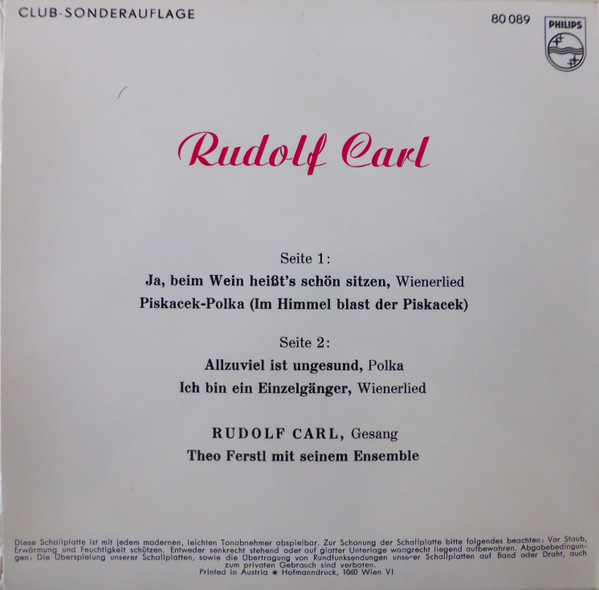 CLUB-SONDERAUFLAGE
80 089
PHILIPS
Rudolf Carl
Seite 1:
Ja, beim Wein heißt's schön sitzen, Wienerlied
Piskacek-Polka (Im Himmel blast der Piskacek)
Seite 2:
Allzuviel ist ungesund, Polka
Ich bin ein Einzelgänger, Wienerlied
RUDOLF CARL, Gesang
Theo Ferstl mit seinem Ensemble
Diese Schallplatte ist mit jedem modernen, leichten Tonabnehmer abspielbar. Zur Schonung der Schallplatte bitte folgendes beachten: Vor Staub,
Erwärmung und Feuchtigkeit schützen. Entweder senkrecht stehend oder auf glatter Unterlage waagrecht liegend aufbewahren. Abgabebedingun-
gen: Die Überspielung unserer Schallplatten, sowie die Übertragung von Rundfunksendungen unserer Schallplatten auf Band oder Draht, auch
zum privaten Gebrauch sind verboten.
Printed in Austria * Hofmanndruck, 1060 Wien VI